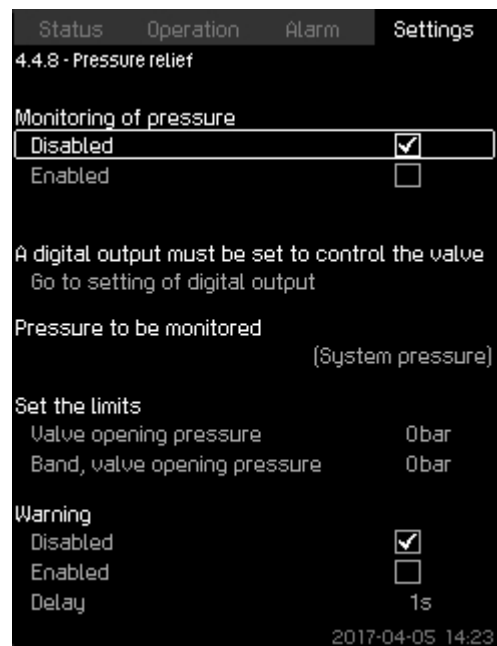 Status Operation Alarm Settings
4.4.8 - Pressure relief
Monitoring of pressure
Disabled
Enabled
A digital output must be set to control the valve
Go to setting of digital output
Pressure to be monitored
(System pressure)
Set the limits
Valve opening pressure 0bar
Band, valve opening pressure 0bar
Warning
Disabled
Enabled
Delay 1s
2017-04-05 14:23